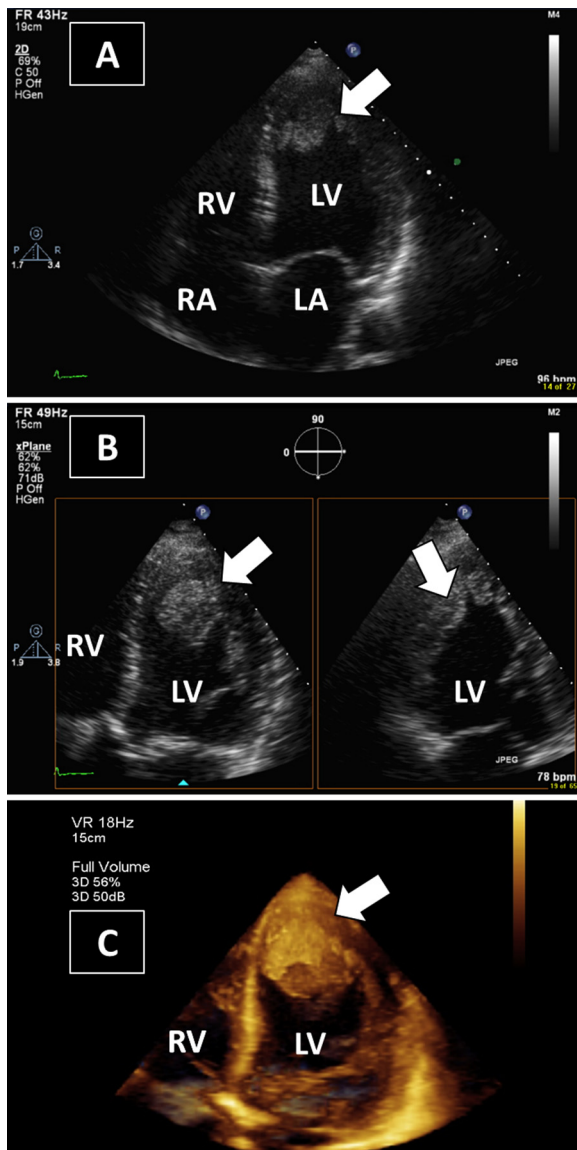 FR 43Hz
19cm
M4
2D
69%
C 50
P Off
HGen
A
RV
LV
G
P R
1.7 3.4
RA
LA
JPEG
96 bpm
14 of 27
FR 49Hz
15cm
M2
90
0
xPlane
62%
62%
71dB
P Off
HGen
B
P
P
RV
G
P R
1.9 3.8
LV
LV
JPEG
78 bpm
19 of 65
VR 18Hz
15cm
Full Volume
3D 56%
3D 50dB
C
RV
LV